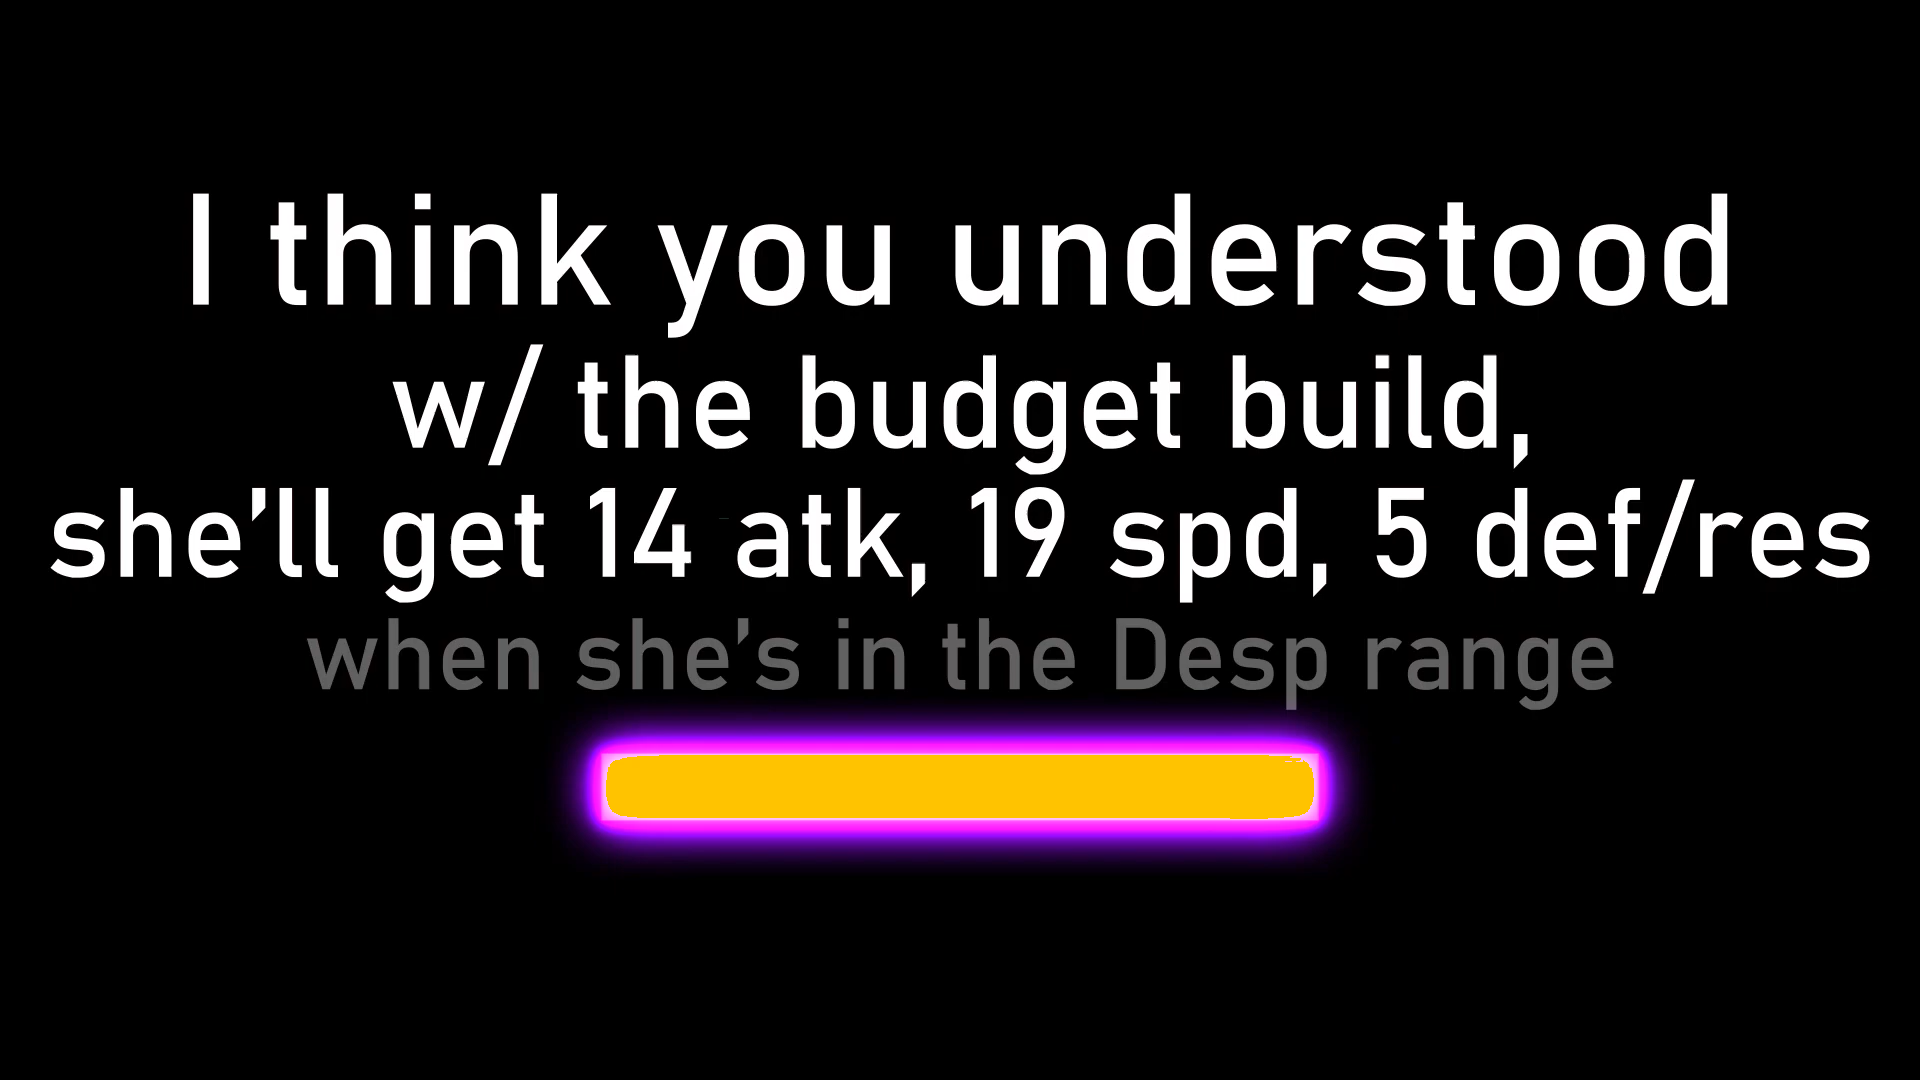 I think you understood
w/ the budget build,
she’ll get 14 atk, 19 spd, 5 def/res
when she’s in the Desp range